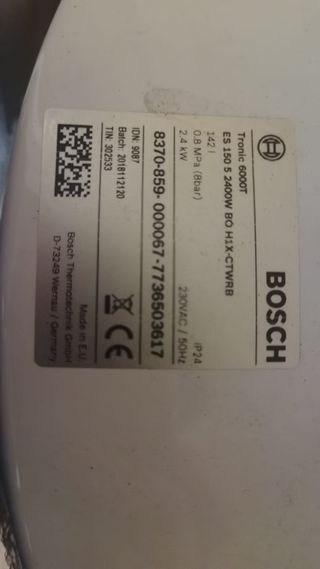 BOSCH
Tronic 6000T
ES 150 5 2400W BO H1X-CTWRB
142 l
0.8 MPa (8bar)
2.4 kW
IP24
230VAC / 50Hz
8370-859- 000067-7736503617
IDN: 9087
Batch: 2018112120
TIN: 302533
CE
Made in E.U.
Bosch Thermotechnik GmbH
D-73249 Wernau / Germany